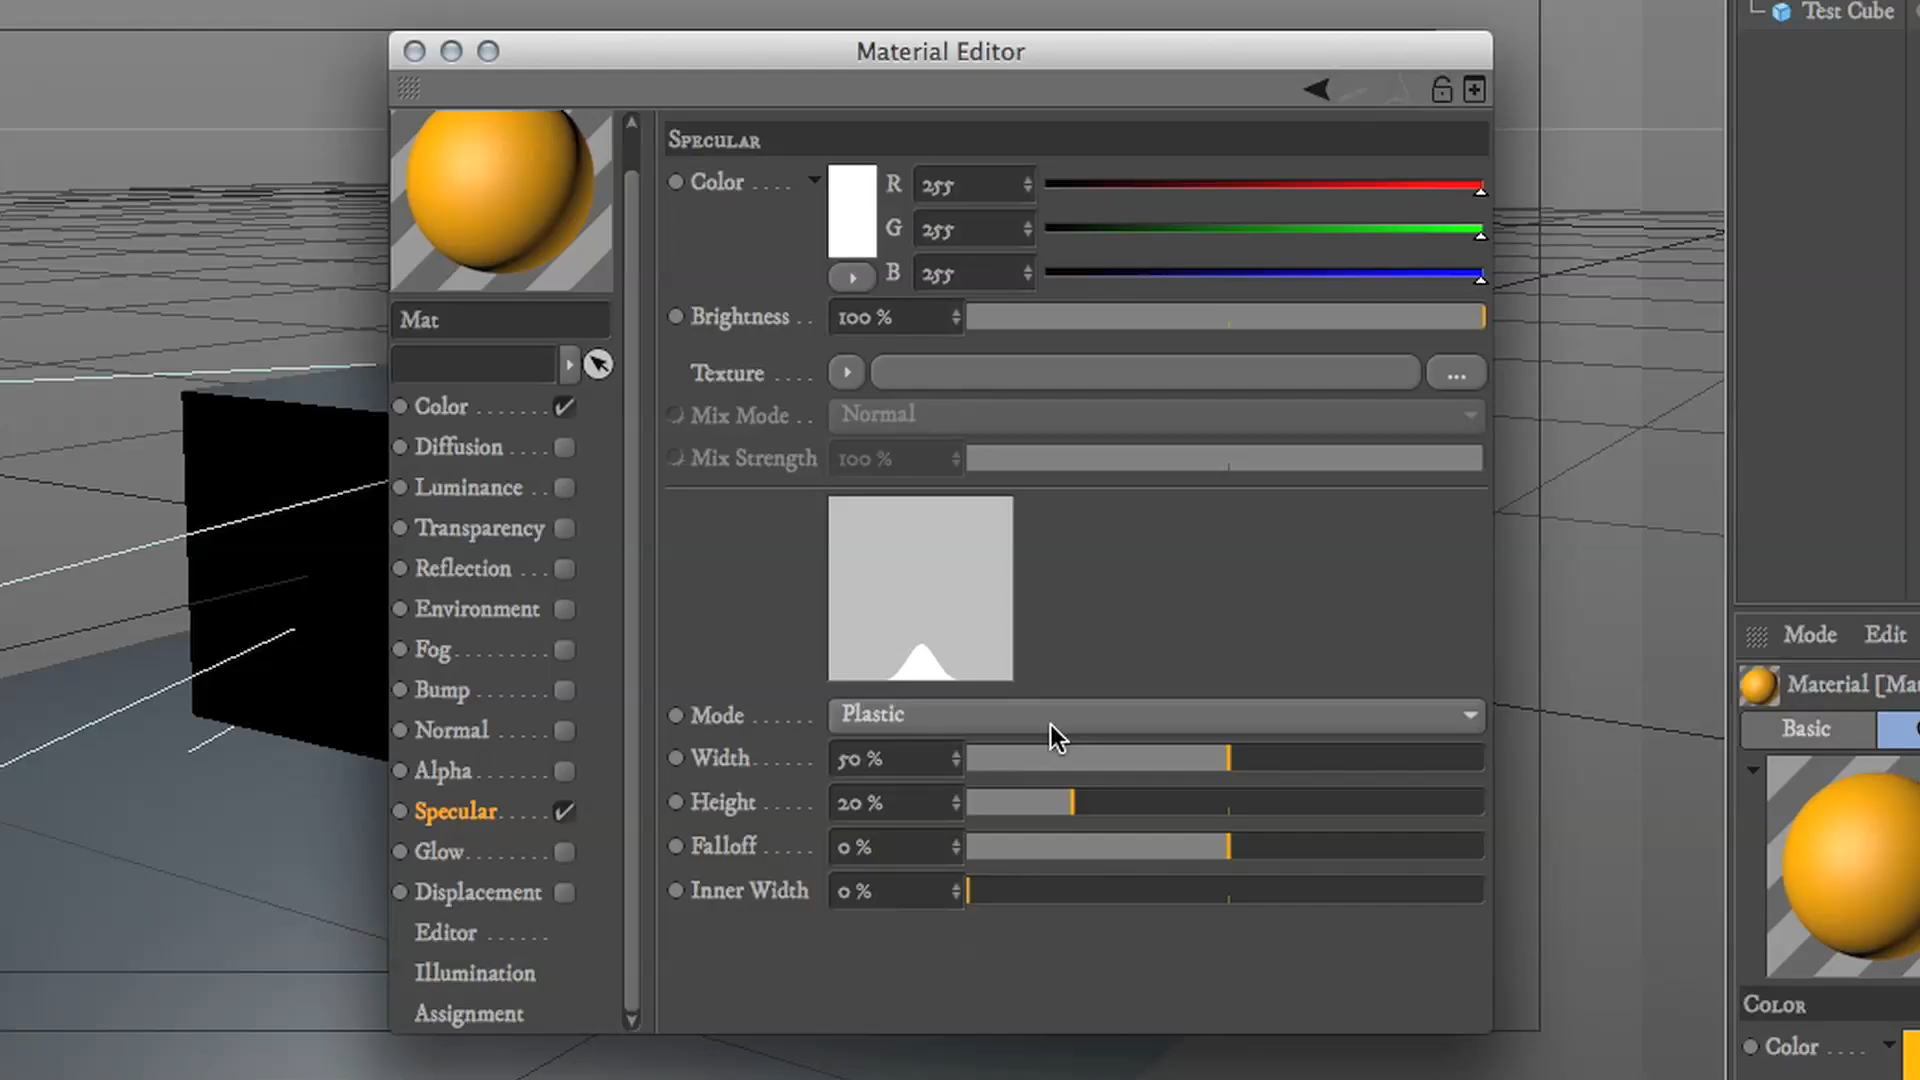 Test Cube
Material Editor
Specular
Color .... R 255
G 255
B 255
Brightness .. 100 %
Texture .... ...
Mix Mode .. Normal
Mix Strength 100 %
Mode ...... Plastic
Width...... 50 %
Height ..... 20 %
Falloff ..... 0 %
Inner Width 0 %
Mat
Color .......
Diffusion ....
Luminance ..
Transparency
Reflection ...
Environment
Fog.........
Bump .......
Normal .....
Alpha .......
Specular.....
Glow........
Displacement
Editor ......
Illumination
Assignment
Mode Edit
Material [Ma
Basic
Color
Color ....